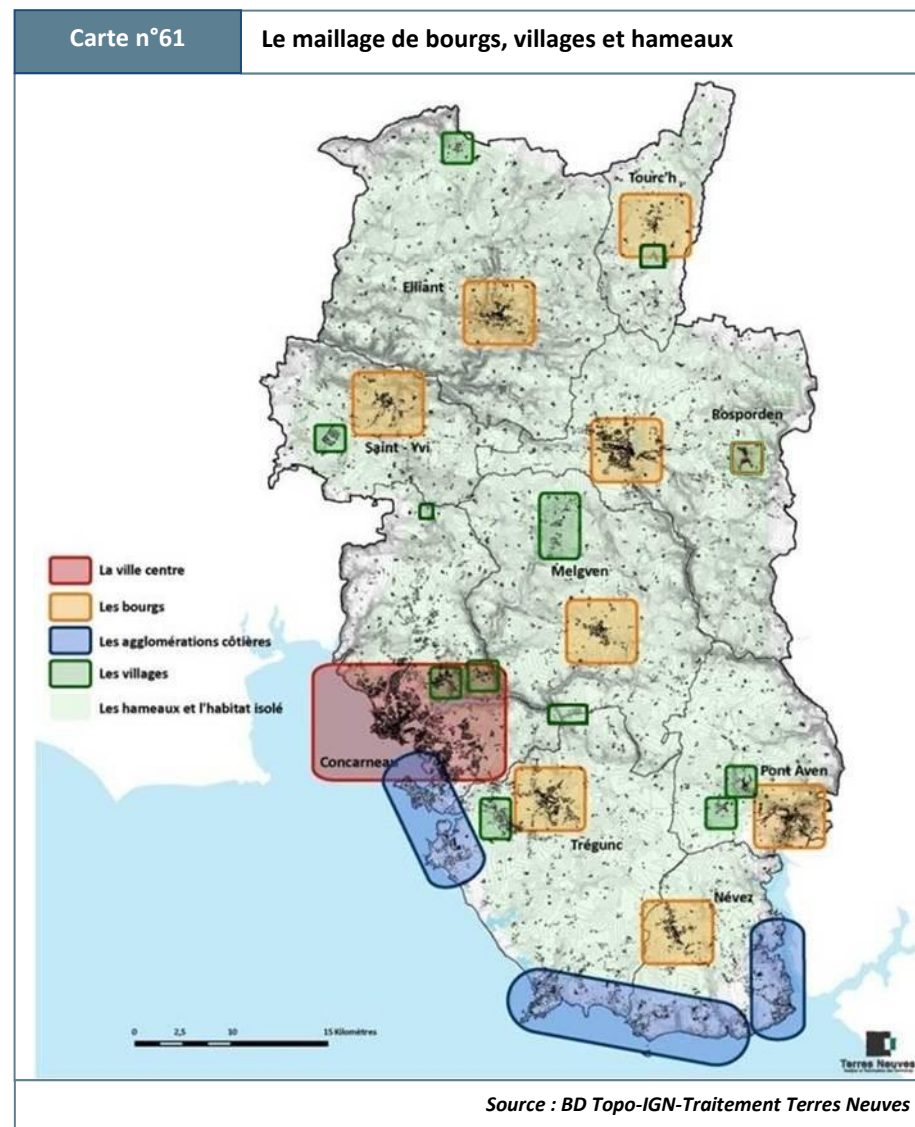 Carte n°61
Le maillage de bourgs, villages et hameaux
Tourc'h
Elliant
Rosporden
Saint - Yvi
Melgven
La ville centre
Les bourgs
Les agglomérations côtières
Les villages
Les hameaux et l'habitat isolé
Concarneau
Pont Aven
Trégunc
Névez
0 2,5 10 15 Kilomètres
Terres Neuves
Source : BD Topo-IGN-Traitement Terres Neuves